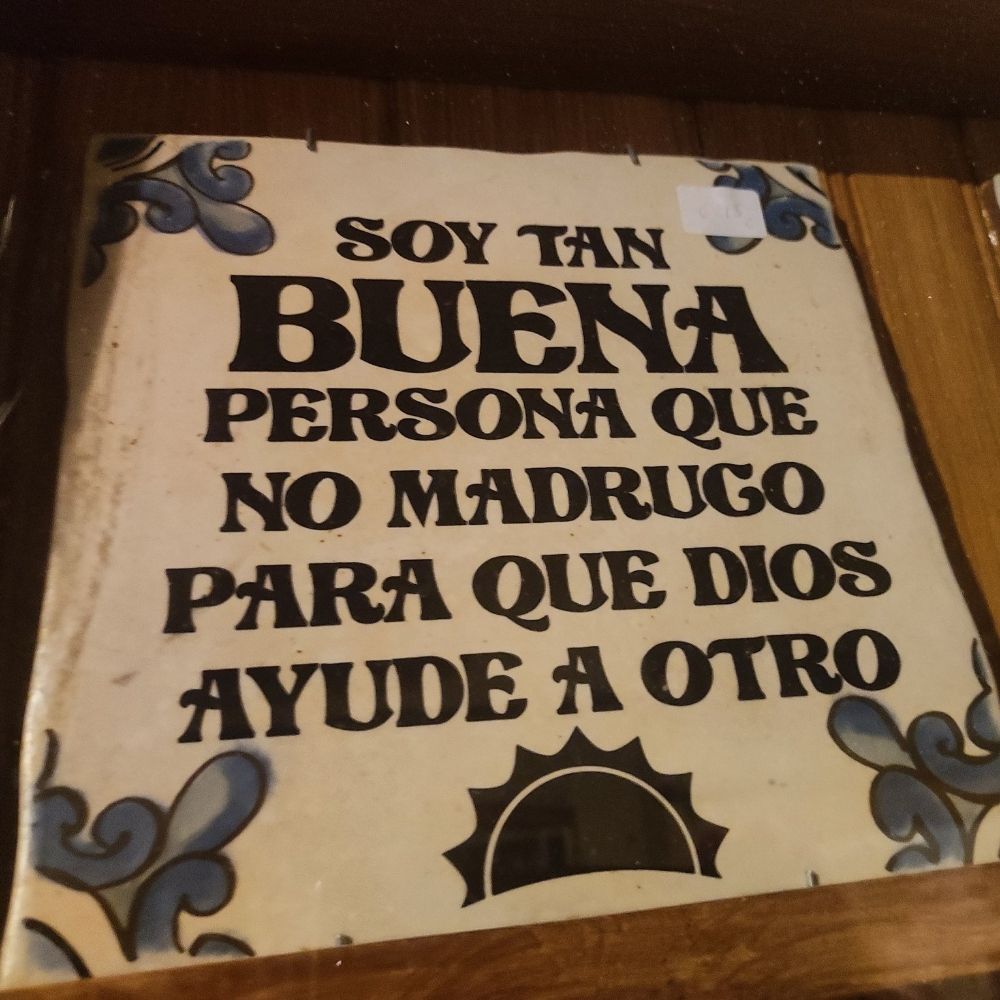 SOY TAN
BUENA
PERSONA QUE
NO MADRUGO
PARA QUE DIOS
AYUDE A OTRO